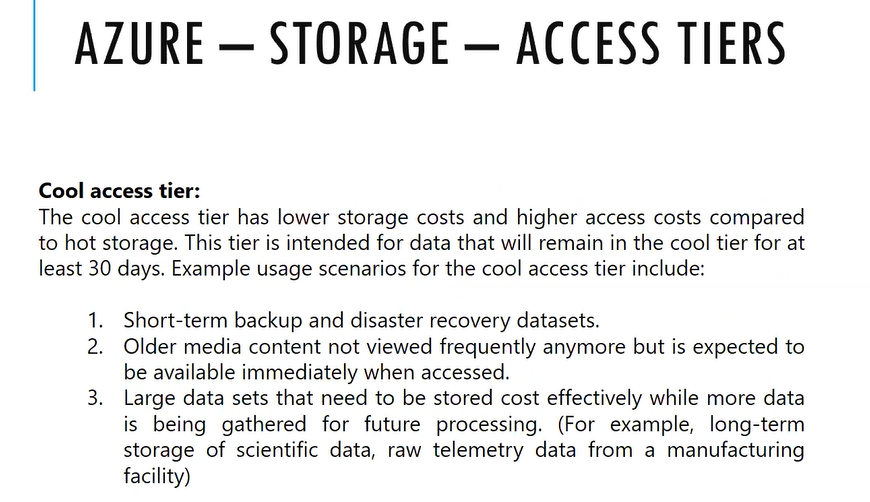 AZURE – STORAGE – ACCESS TIERS
Cool access tier:
The cool access tier has lower storage costs and higher access costs compared
to hot storage. This tier is intended for data that will remain in the cool tier for at
least 30 days. Example usage scenarios for the cool access tier include:
1. Short-term backup and disaster recovery datasets.
2. Older media content not viewed frequently anymore but is expected to
be available immediately when accessed.
3. Large data sets that need to be stored cost effectively while more data
is being gathered for future processing. (For example, long-term
storage of scientific data, raw telemetry data from a manufacturing
facility)